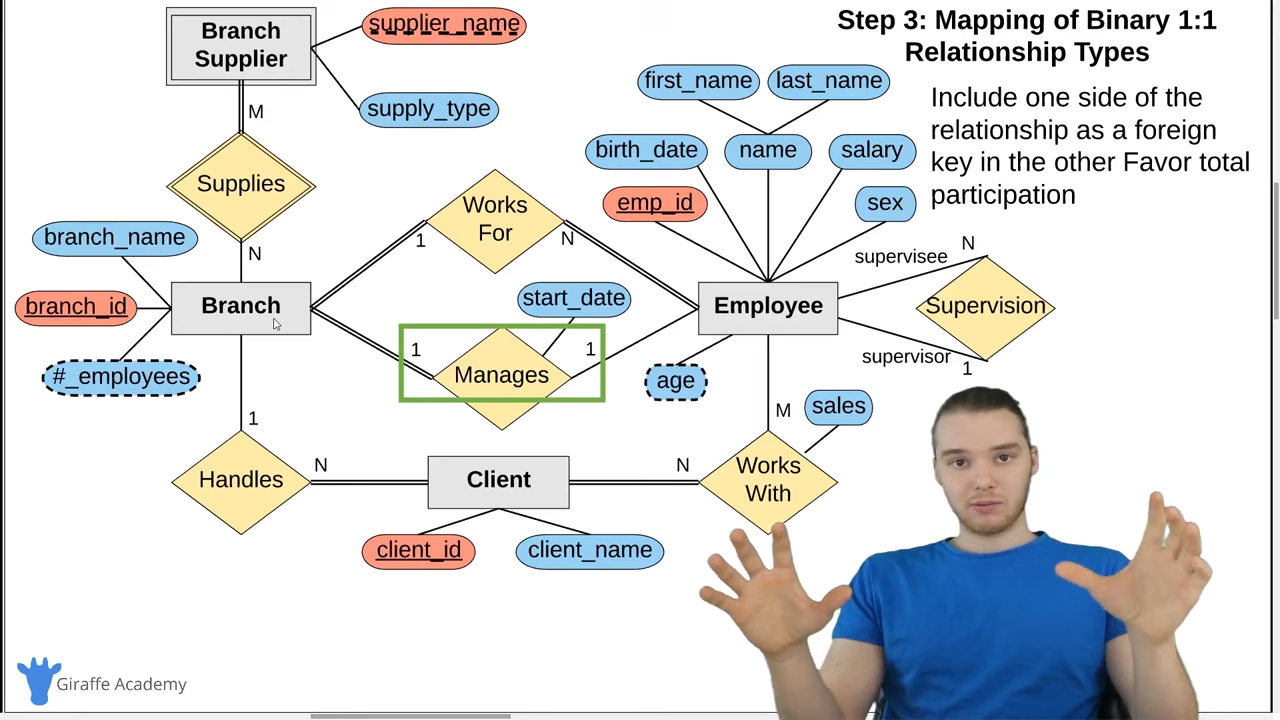 Step 3: Mapping of Binary 1:1
Relationship Types
Include one side of the
relationship as a foreign
key in the other Favor total
participation
Branch
Supplier
supplier_name
supply_type
M
Supplies
N
branch_name
branch_id
#_employees
Branch
1
Works
For
N
start_date
1
Manages
1
first_name
last_name
birth_date
name
salary
emp_id
sex
Employee
age
supervisee
N
Supervision
supervisor
1
1
Handles
N
Client
client_id
client_name
N
Works
With
M
sales
Giraffe Academy